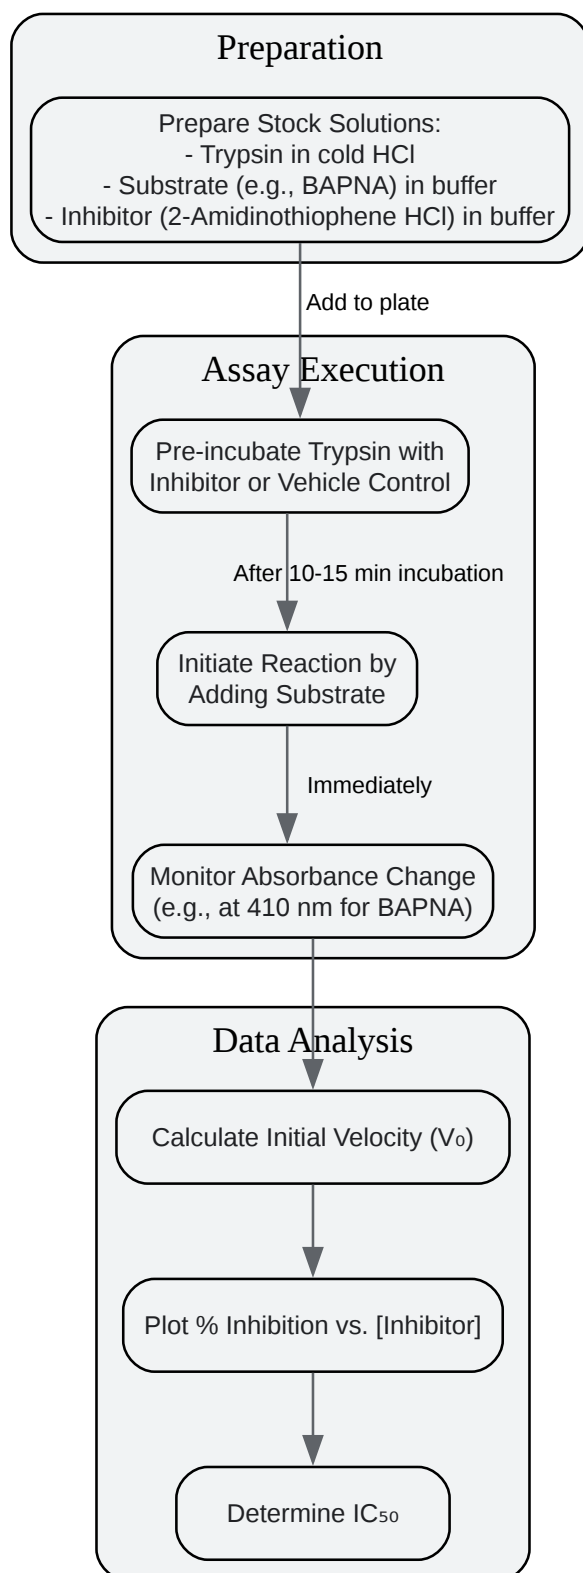 Preparation
Prepare Stock Solutions:
- Trypsin in cold HCl
- Substrate (e.g., BAPNA) in buffer
- Inhibitor (2-Amidinothiophene HCl) in buffer
Add to plate
Assay Execution
Pre-incubate Trypsin with
Inhibitor or Vehicle Control
After 10-15 min incubation
Initiate Reaction by
Adding Substrate
Immediately
Monitor Absorbance Change
(e.g., at 410 nm for BAPNA)
Data Analysis
Calculate Initial Velocity (V₀)
Plot % Inhibition vs. [Inhibitor]
Determine IC₅₀